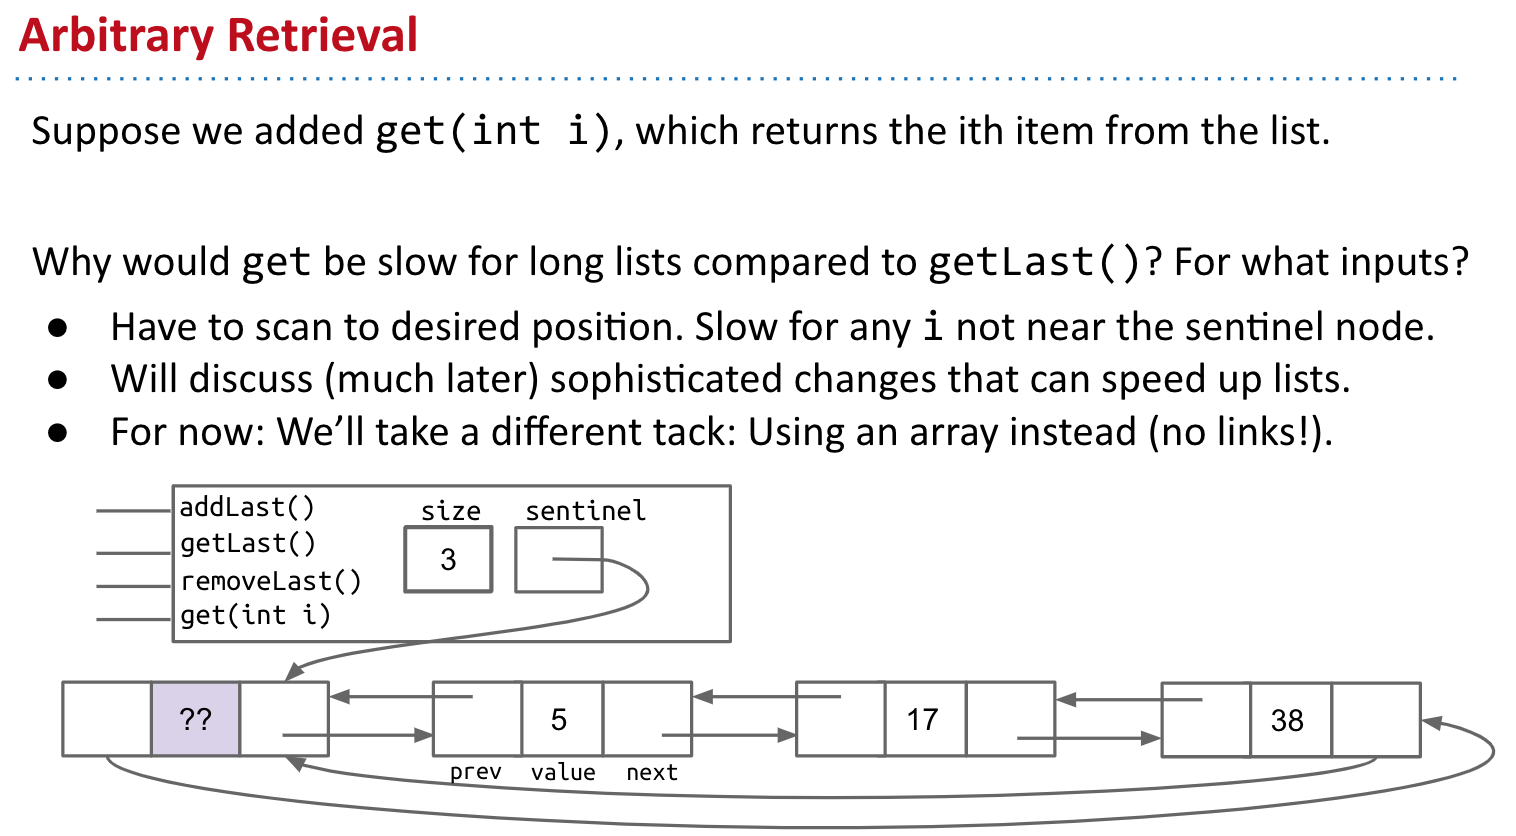 Arbitrary Retrieval
Suppose we added get(int i), which returns the ith item from the list.
Why would get be slow for long lists compared to getLast()? For what inputs?
● Have to scan to desired position. Slow for any i not near the sentinel node.
● Will discuss (much later) sophisticated changes that can speed up lists.
● For now: We’ll take a different tack: Using an array instead (no links!).
addLast()
getLast()
removeLast()
get(int i)
size
3
sentinel
??
5
17
38
prev value next